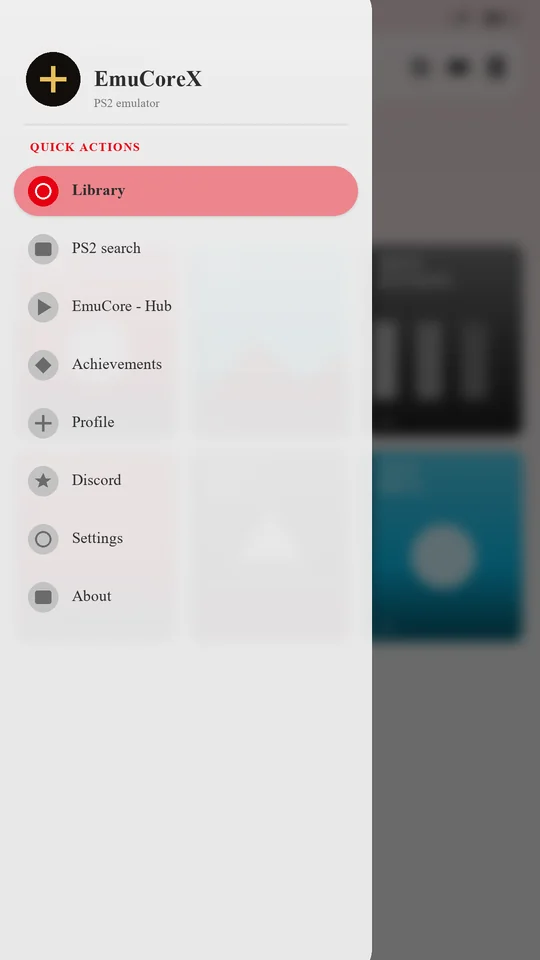 EmuCoreX
PS2 emulator
QUICK ACTIONS
Library
PS2 search
EmuCore - Hub
Achievements
Profile
Discord
Settings
About